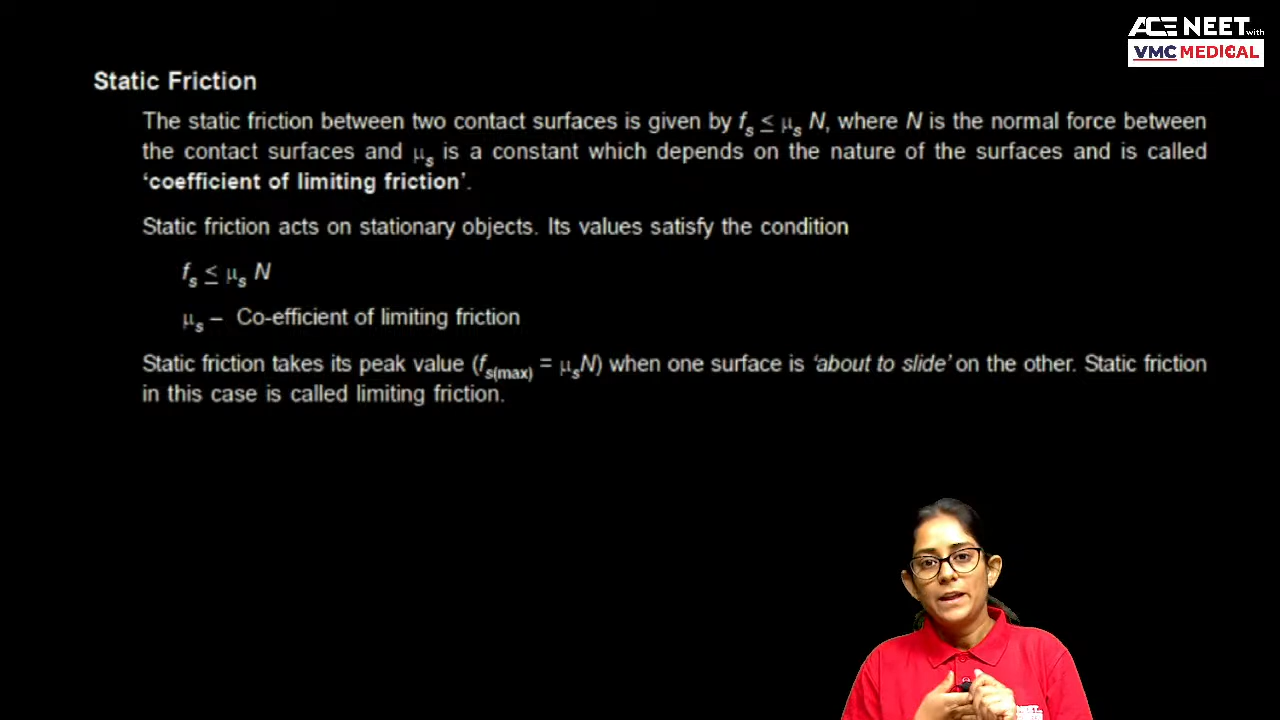 ACE NEET with
VMC MEDICAL
Static Friction
The static friction between two contact surfaces is given by fs ≤ μs N, where N is the normal force between
the contact surfaces and μs is a constant which depends on the nature of the surfaces and is called
‘coefficient of limiting friction’.
Static friction acts on stationary objects. Its values satisfy the condition
fs ≤ μs N
μs – Co-efficient of limiting friction
Static friction takes its peak value (fs(max) = μsN) when one surface is ‘about to slide’ on the other. Static friction
in this case is called limiting friction.
NEET